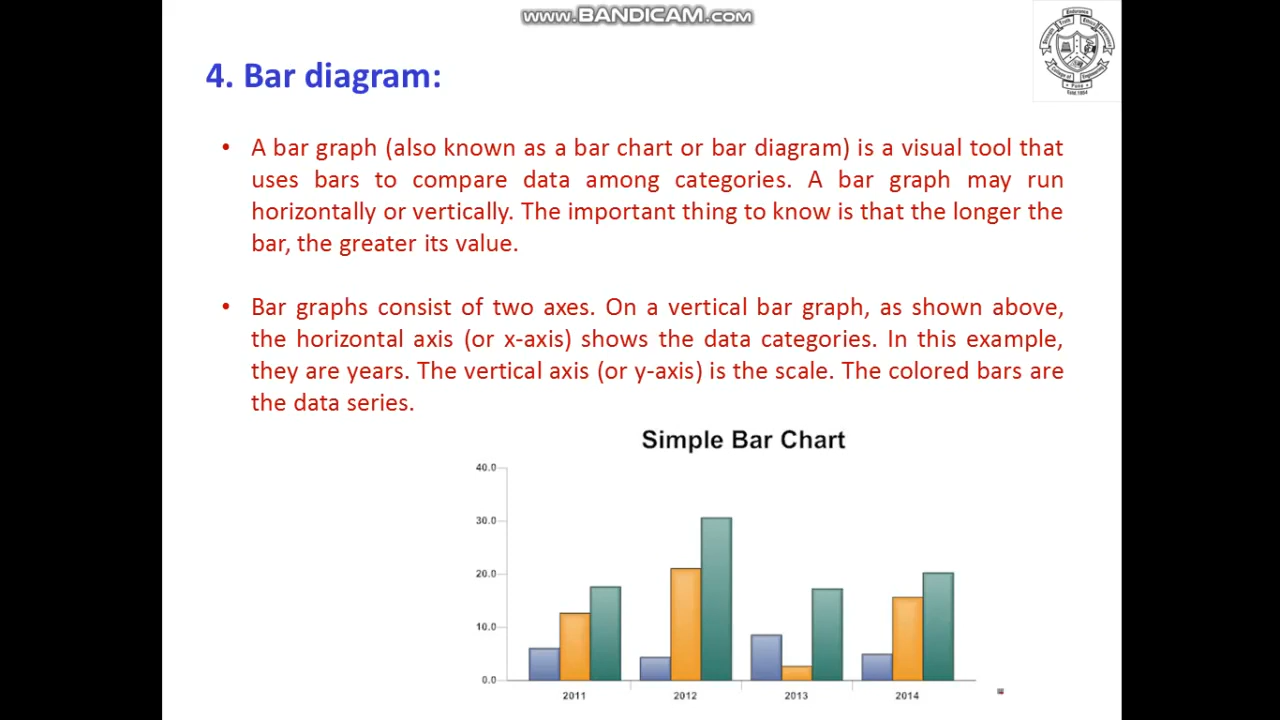 www.BANDICAM.com
4. Bar diagram:
• A bar graph (also known as a bar chart or bar diagram) is a visual tool that
uses bars to compare data among categories. A bar graph may run
horizontally or vertically. The important thing to know is that the longer the
bar, the greater its value.
• Bar graphs consist of two axes. On a vertical bar graph, as shown above,
the horizontal axis (or x-axis) shows the data categories. In this example,
they are years. The vertical axis (or y-axis) is the scale. The colored bars are
the data series.
Simple Bar Chart
40.0
30.0
20.0
10.0
0.0
2011 2012 2013 2014